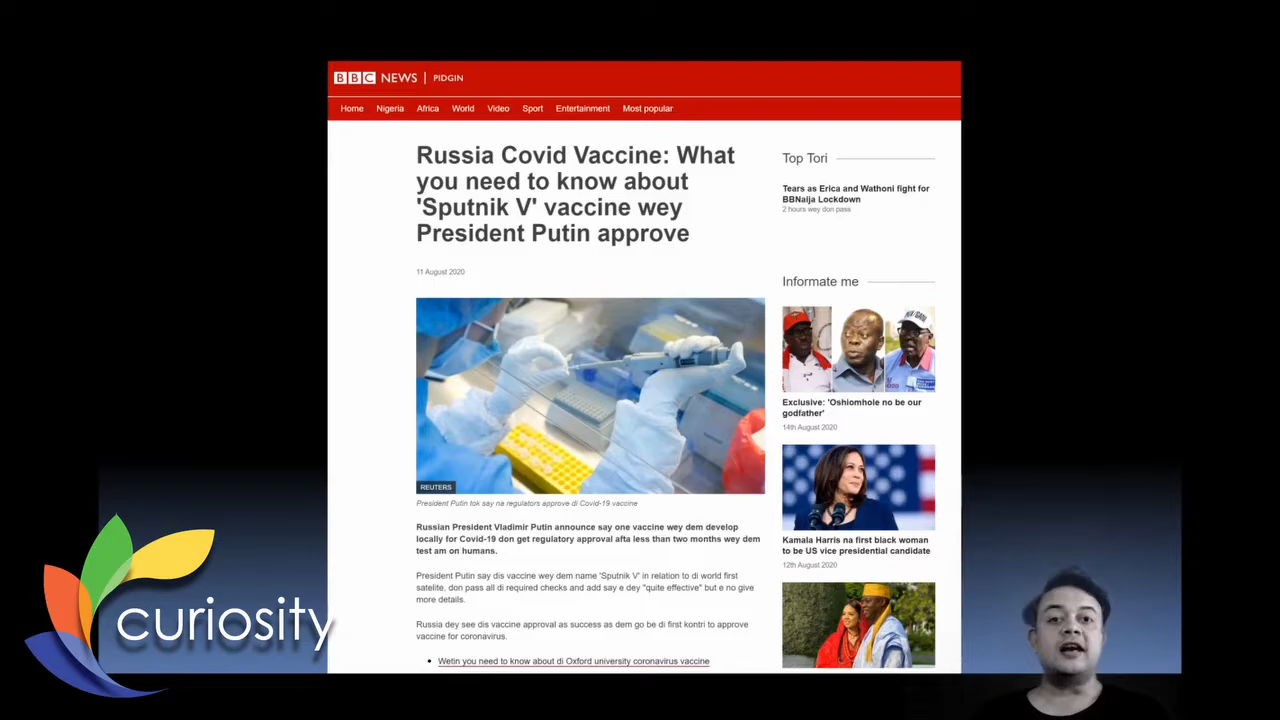 BBC NEWS | PIDGIN
Home Nigeria Africa World Video Sport Entertainment Most popular
Russia Covid Vaccine: What
you need to know about
'Sputnik V' vaccine wey
President Putin approve
11 August 2020
REUTERS
President Putin tok say na regulators approve di Covid-19 vaccine
Russian President Vladimir Putin announce say one vaccine wey dem develop
locally for Covid-19 don get regulatory approval afta less than two months wey dem
test am on humans.
President Putin say dis vaccine wey dem name 'Sputnik V' in relation to di world first
satelite, don pass all di required checks and add say e dey "quite effective" but e no give
more details.
Russia dey see dis vaccine approval as success as dem go be di first kontri to approve
vaccine for coronavirus.
Wetin you need to know about di Oxford university coronavirus vaccine
Top Tori
Tears as Erica and Wathoni fight for
BBNaija Lockdown
2 hours wey don pass
Informate me
Exclusive: 'Oshiomhole no be our
godfather'
14th August 2020
Kamala Harris na first black woman
to be US vice presidential candidate
12th August 2020
curiosity